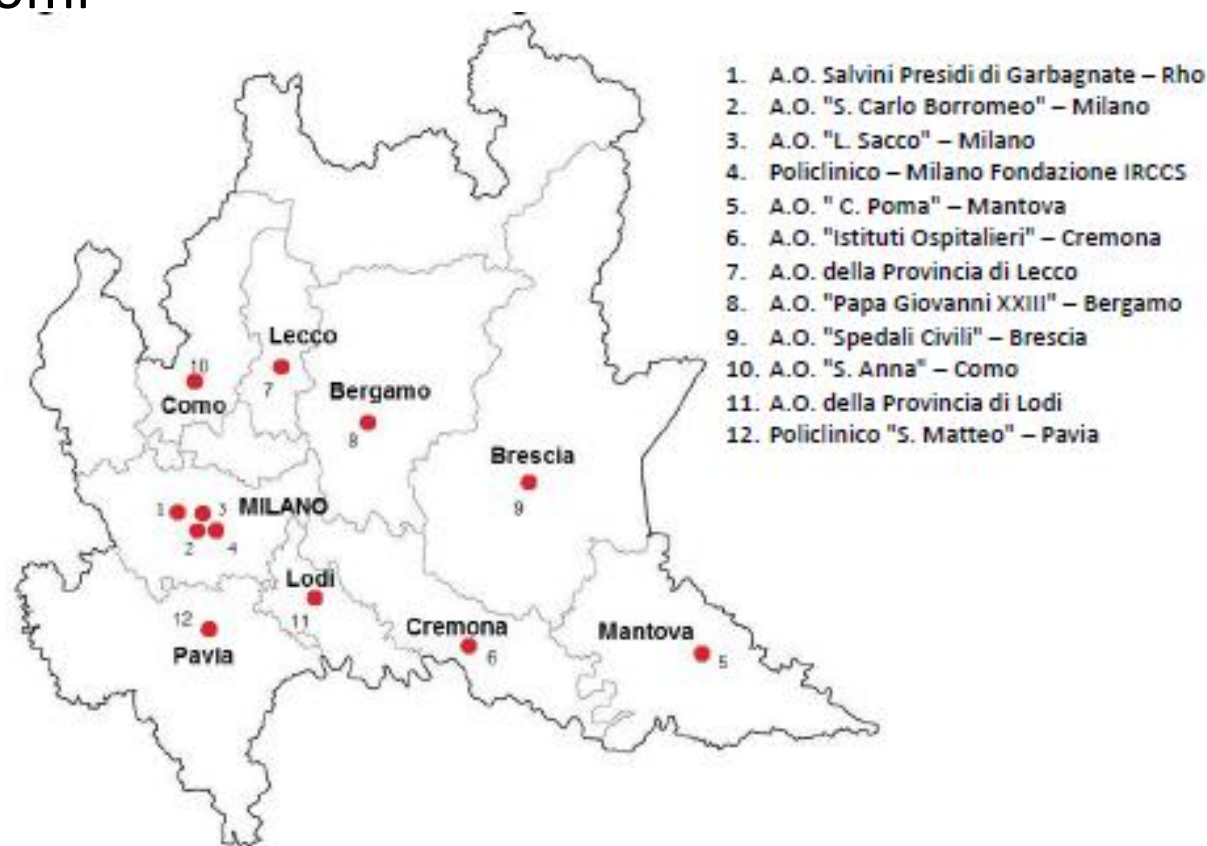 1. A.O. Salvini Presidi di Garbagnate – Rho
2. A.O. "S. Carlo Borromeo" – Milano
3. A.O. "L. Sacco" – Milano
4. Policlinico – Milano Fondazione IRCCS
5. A.O. " C. Poma" – Mantova
6. A.O. "Istituti Ospitalieri" – Cremona
7. A.O. della Provincia di Lecco
8. A.O. "Papa Giovanni XXIII" – Bergamo
9. A.O. "Spedali Civili" – Brescia
10. A.O. "S. Anna" – Como
11. A.O. della Provincia di Lodi
12. Policlinico "S. Matteo" – Pavia
Lecco
7
10
Como
Bergamo
8
Brescia
9
1 3 MILANO
2 4
Lodi
11
12
Pavia
Cremona
6
Mantova
5